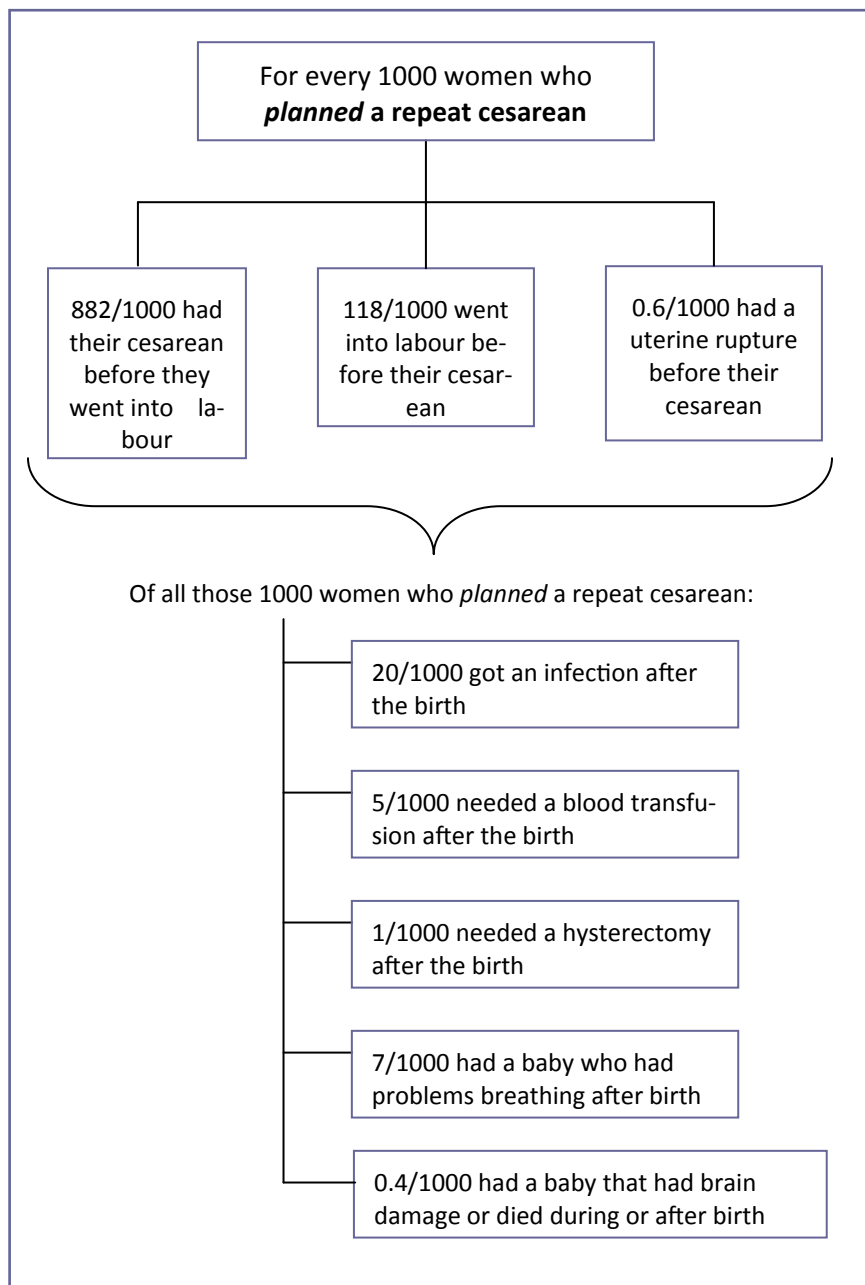 For every 1000 women who
planned a repeat cesarean
882/1000 had
their cesarean
before they
went into la-
bour
118/1000 went
into labour be-
fore their cesar-
ean
0.6/1000 had a
uterine rupture
before their
cesarean
Of all those 1000 women who planned a repeat cesarean:
20/1000 got an infection after
the birth
5/1000 needed a blood transfu-
sion after the birth
1/1000 needed a hysterectomy
after the birth
7/1000 had a baby who had
problems breathing after birth
0.4/1000 had a baby that had brain
damage or died during or after birth